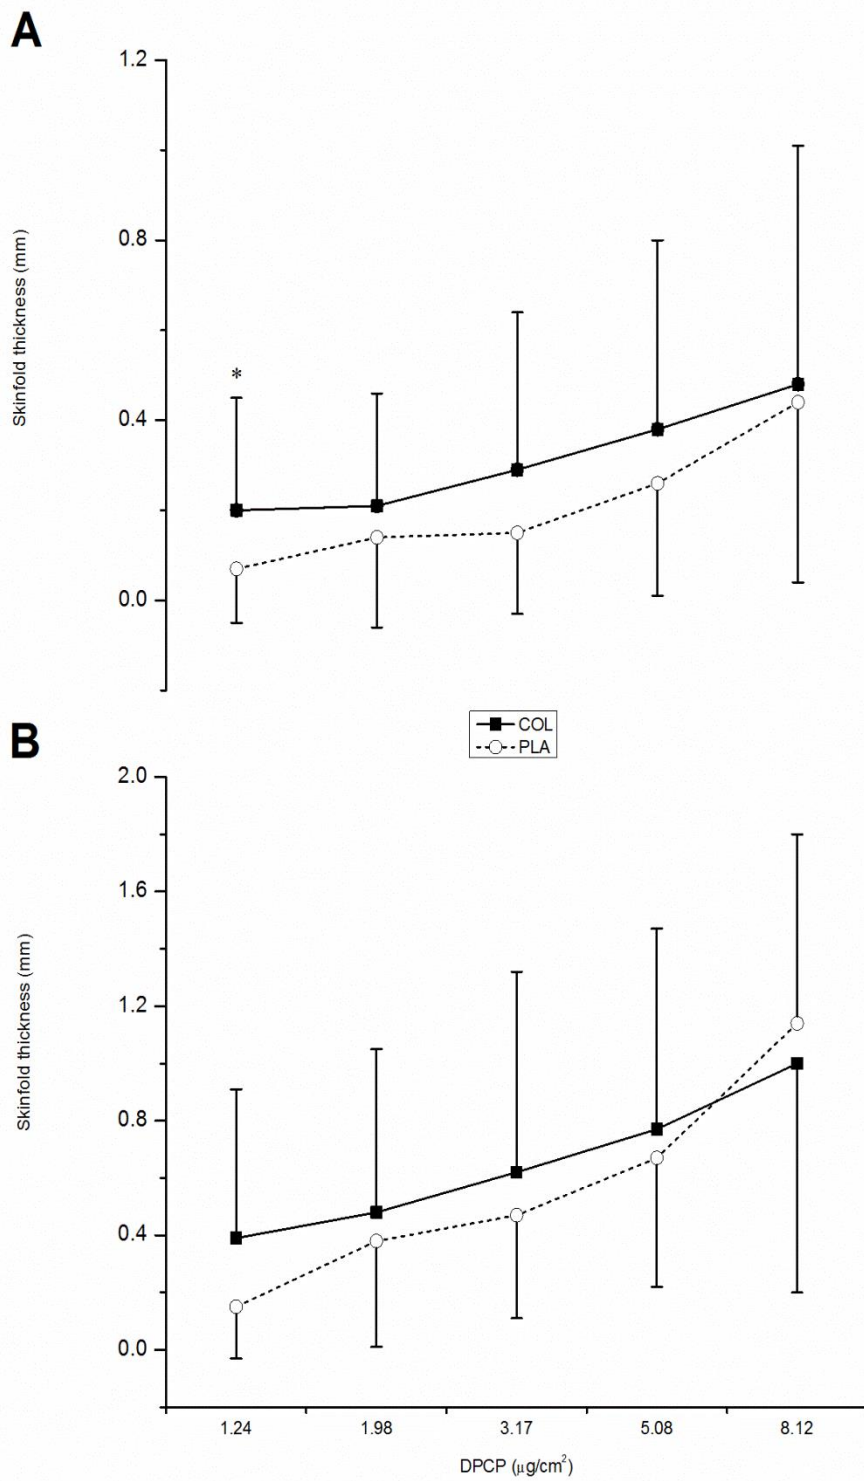 A
1.2
0.8
0.4
0.0
Skinfold thickness (mm)
*
COL
PLA
B
2.0
1.6
1.2
0.8
0.4
0.0
Skinfold thickness (mm)
1.24 1.98 3.17 5.08 8.12
DPCP (µg/cm²)